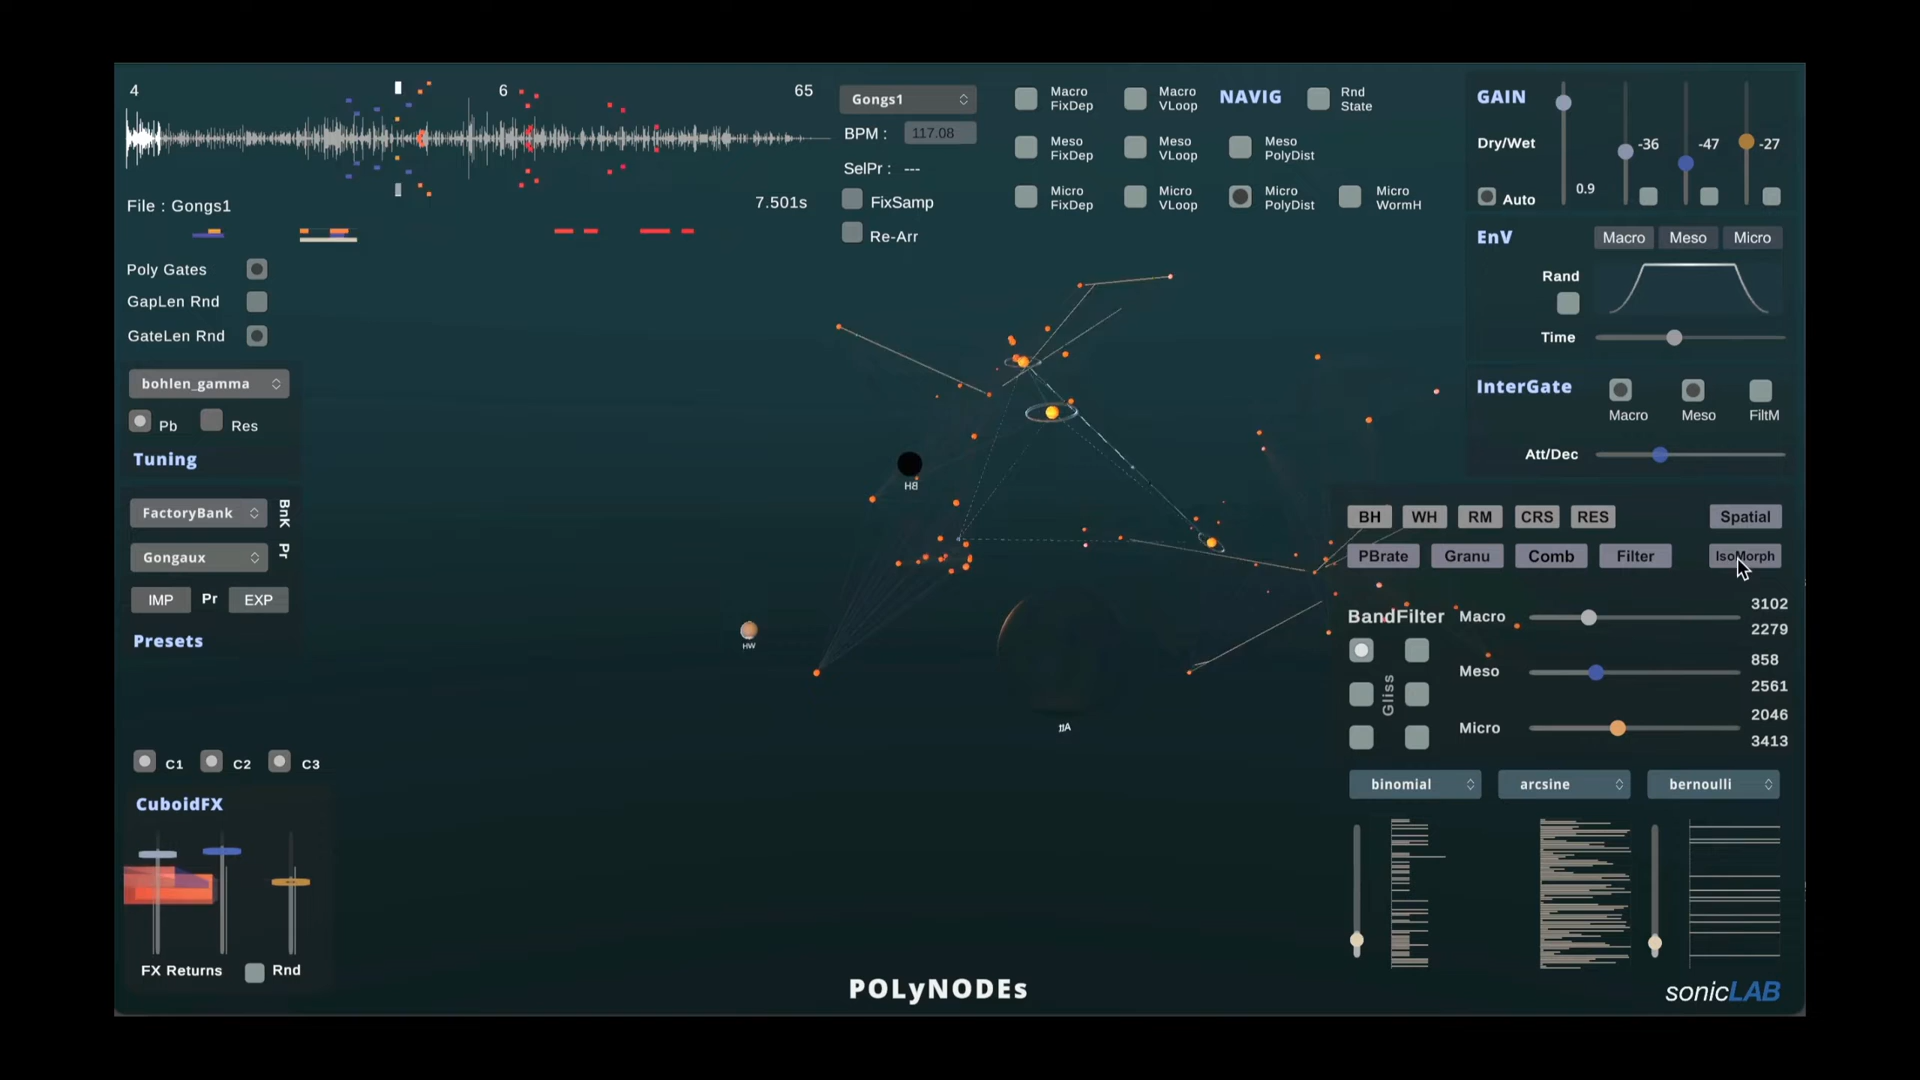 4
6
65
File : Gongs1
7.501s
Poly Gates
GapLen Rnd
GateLen Rnd
bohlen_gamma
Pb
Res
Tuning
FactoryBank
BnK
Gongaux
Pr
IMP
Pr
EXP
Presets
C1
C2
C3
CuboidFX
FX Returns
Rnd
Gongs1
BPM :
117.08
SelPr : ---
FixSamp
Re-Arr
Macro
FixDep
Macro
VLoop
NAVIG
Rnd
State
Meso
FixDep
Meso
VLoop
Meso
PolyDist
Micro
FixDep
Micro
VLoop
Micro
PolyDist
Micro
WormH
BH
WH
ttA
POLyNODEs
GAIN
Dry/Wet
Auto
0.9
-36
-47
-27
EnV
Macro
Meso
Micro
Rand
Time
InterGate
Macro
Meso
FiltM
Att/Dec
BH
WH
RM
CRS
RES
Spatial
PBrate
Granu
Comb
Filter
IsoMorph
BandFilter
Gliss
Macro
3102
2279
Meso
858
2561
Micro
2046
3413
binomial
arcsine
bernoulli
sonicLAB